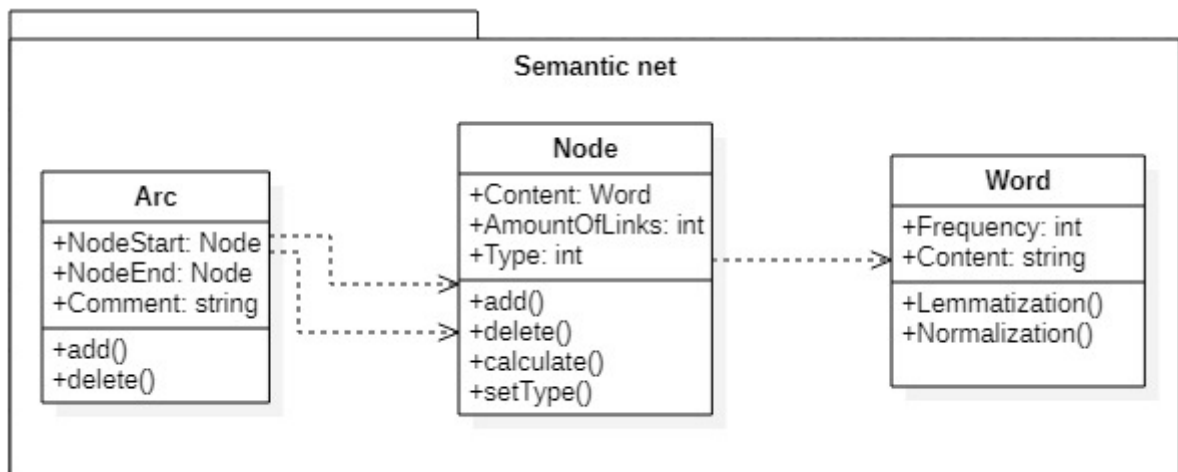 Semantic net
Arc
+NodeStart: Node
+NodeEnd: Node
+Comment: string
+add()
+delete()
Node
+Content: Word
+AmountOfLinks: int
+Type: int
+add()
+delete()
+calculate()
+setType()
Word
+Frequency: int
+Content: string
+Lemmatization()
+Normalization()